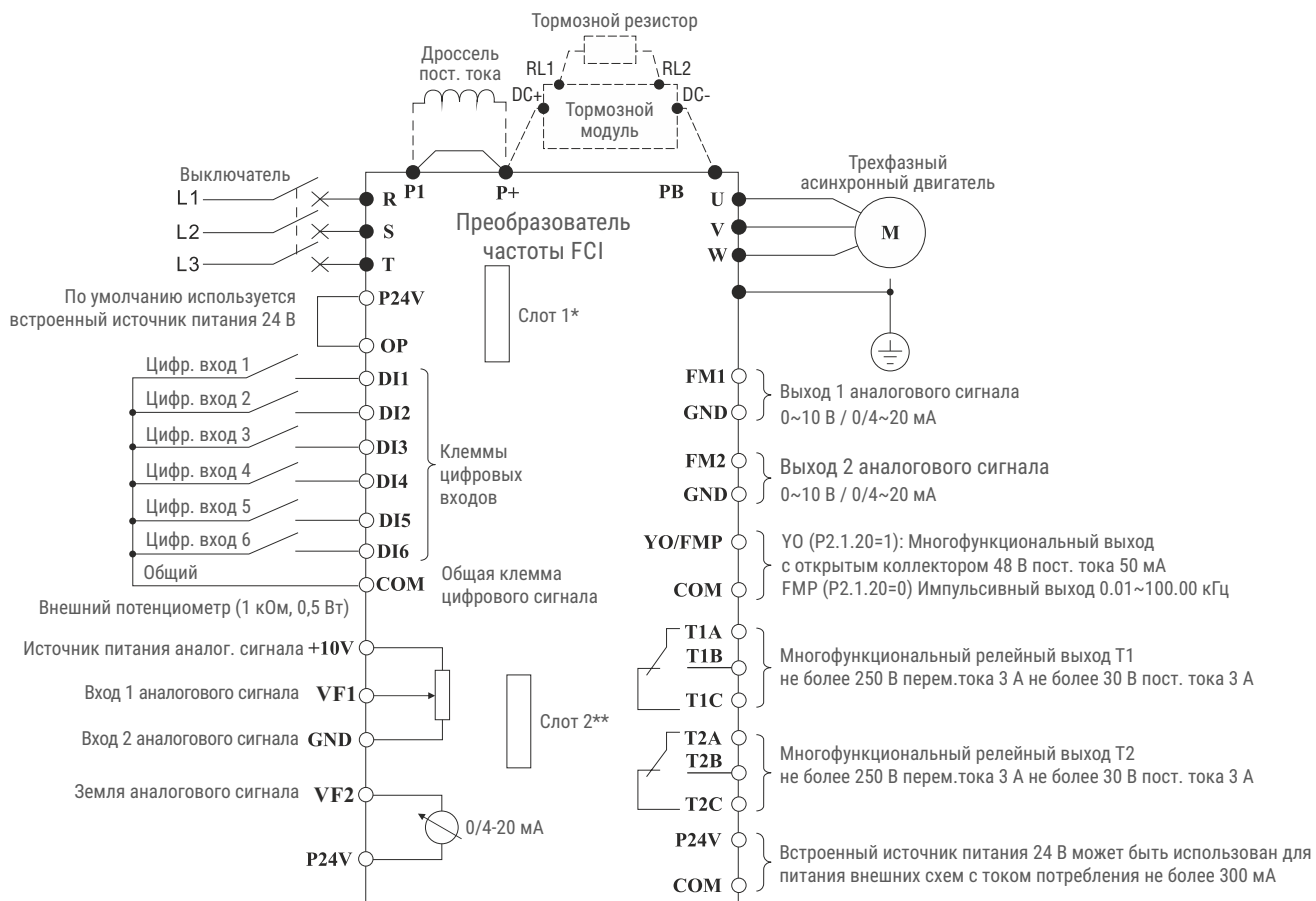 Тормозной резистор
Дроссель
пост. тока
RL1
RL2
DC+
DC-
Тормозной
модуль
Выключатель
P1
P+
PB
Трехфазный
асинхронный двигатель
L1
R
U
L2
S
V
M
L3
T
W
Преобразователь
частоты FCI
По умолчанию используется
встроенный источник питания 24 В
P24V
OP
Слот 1*
Цифр. вход 1
DI1
Цифр. вход 2
DI2
Цифр. вход 3
DI3
Цифр. вход 4
DI4
Цифр. вход 5
DI5
Цифр. вход 6
DI6
Клеммы
цифровых
входов
Общий
COM
Общая клемма
цифрового сигнала
Внешний потенциометр (1 кОм, 0,5 Вт)
Источник питания аналог. сигнала +10V
Вход 1 аналогового сигнала VF1
Вход 2 аналогового сигнала GND
Земля аналогового сигнала VF2
0/4-20 мА
P24V
Слот 2**
FM1
GND
Выход 1 аналогового сигнала
0~10 В / 0/4~20 мА
FM2
GND
Выход 2 аналогового сигнала
0~10 В / 0/4~20 мА
YO/FMP
COM
YO (P2.1.20=1): Многофункциональный выход
с открытым коллектором 48 В пост. тока 50 мА
FMP (P2.1.20=0) Импульсивный выход 0.01~100.00 кГц
T1A
T1B
T1C
Многофункциональный релейный выход T1
не более 250 В перем.тока 3 А не более 30 В пост. тока 3 А
T2A
T2B
T2C
Многофункциональный релейный выход T2
не более 250 В перем.тока 3 А не более 30 В пост. тока 3 А
P24V
COM
Встроенный источник питания 24 В может быть использован для
питания внешних схем с током потребления не более 300 мА